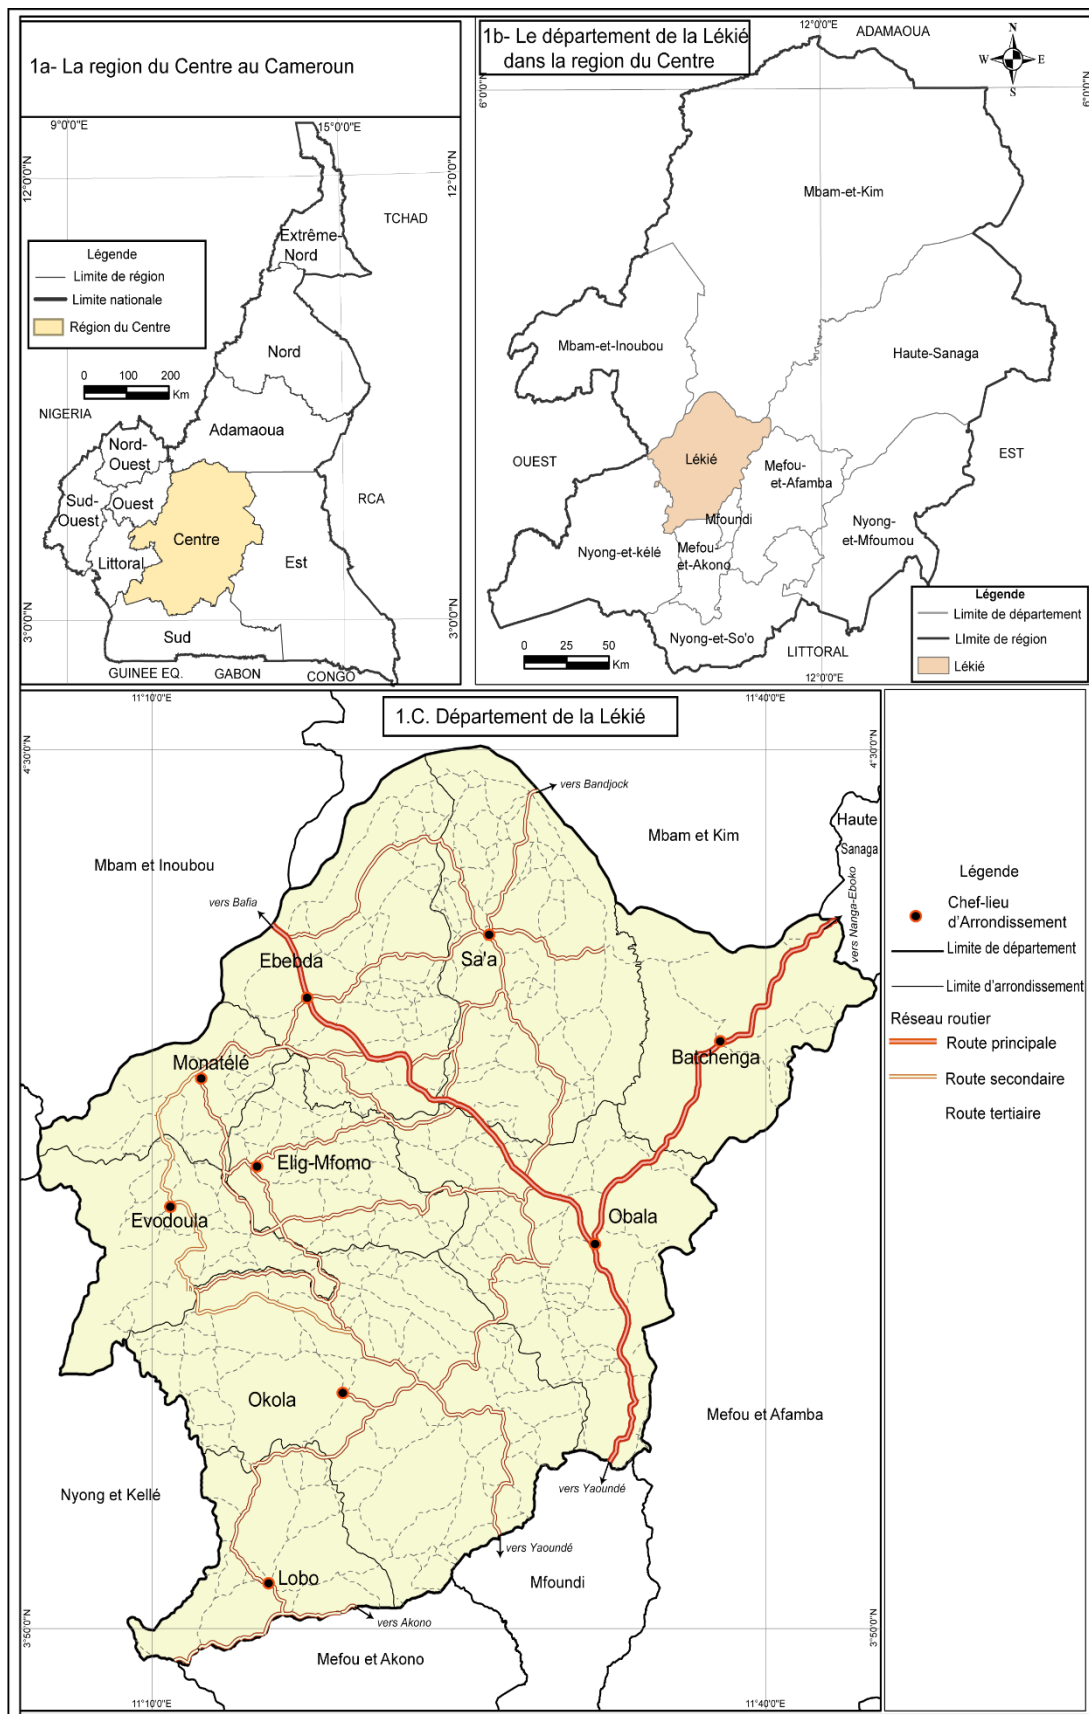 1a- La region du Centre au Cameroun
9°0'0"E
15°0'0"E
12°0'0"N
12°0'0"N
TCHAD
Extrême-
Nord
Légende
Limite de région
Limite nationale
Région du Centre
0 100 200
Km
Nord
NIGERIA
Adamaoua
Nord-
Ouest
Sud-
Ouest
Ouest
RCA
Centre
Littoral
Est
3°0'0"N
3°0'0"N
Sud
GUINEE EQ.
GABON
CONGO
1b- Le département de la Lékié
dans la region du Centre
12°0'0"E
ADAMAOUA
N
W
E
S
6°0'0"N
6°0'0"N
Mbam-et-Kim
Mbam-et-Inoubou
Haute-Sanaga
OUEST
Lékié
EST
Mefou-
et-Afamba
Mfoundi
Nyong-
et-Mfoumou
Nyong-et-kélé
Mefou-
et-Akono
Nyong-et-So'o
LITTORAL
12°0'0"E
0 25 50
Km
Légende
Limite de département
LImite de région
Lékié
1.C. Département de la Lékié
11°10'0"E
11°40'0"E
4°30'0"N
4°30'0"N
vers Bandjock
Mbam et Kim
Haute
Sanaga
Mbam et Inoubou
vers Bafia
vers Nanga-Eboko
Ebebda
Sa'a
Batchenga
Monatélé
Elig-Mfomo
Evodoula
Obala
Okola
Mefou et Afamba
Nyong et Kellé
vers Yaoundé
vers Yaoundé
Lobo
Mfoundi
vers Akono
Mefou et Akono
3°50'0"N
3°50'0"N
11°10'0"E
11°40'0"E
Légende
Chef-lieu
d'Arrondissement
Limite de département
Limite d'arrondissement
Réseau routier
Route principale
Route secondaire
Route tertiaire